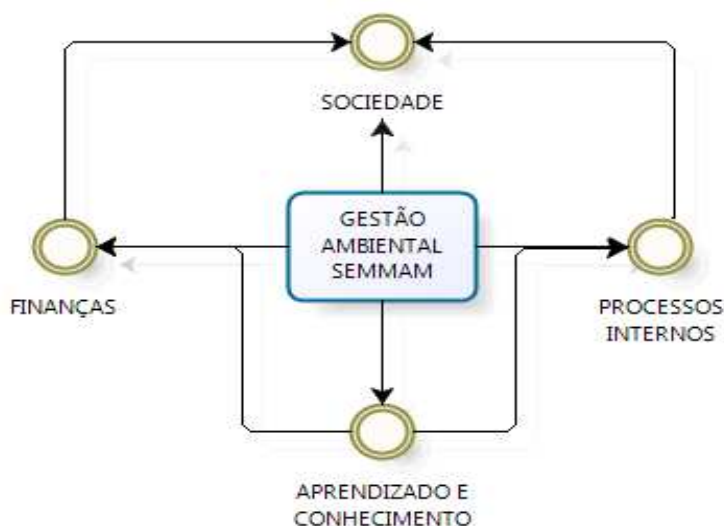 SOCIEDADE
GESTÃO
AMBIENTAL
SEMMAM
FINANÇAS
PROCESSOS
INTERNOS
APRENDIZADO E
CONHECIMENTO